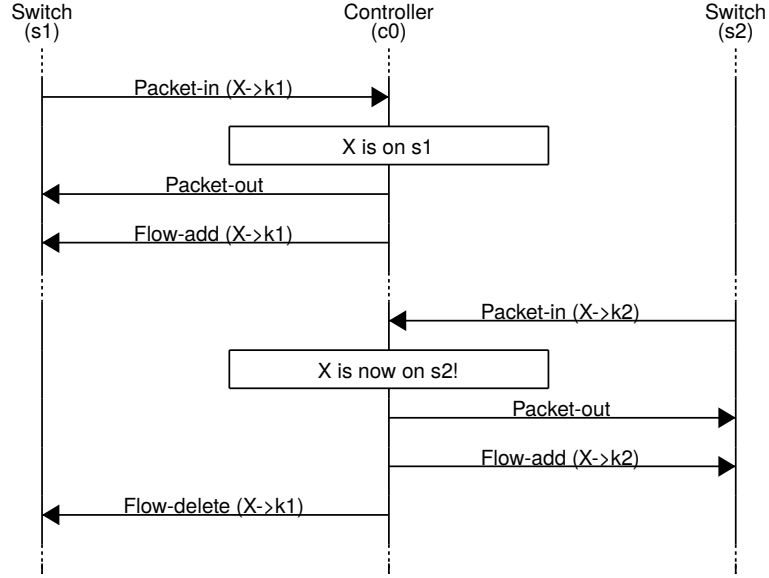 Switch
(s1)
Controller
(c0)
Switch
(s2)
Packet-in (X->k1)
X is on s1
Packet-out
Flow-add (X->k1)
Packet-in (X->k2)
X is now on s2!
Packet-out
Flow-add (X->k2)
Flow-delete (X->k1)